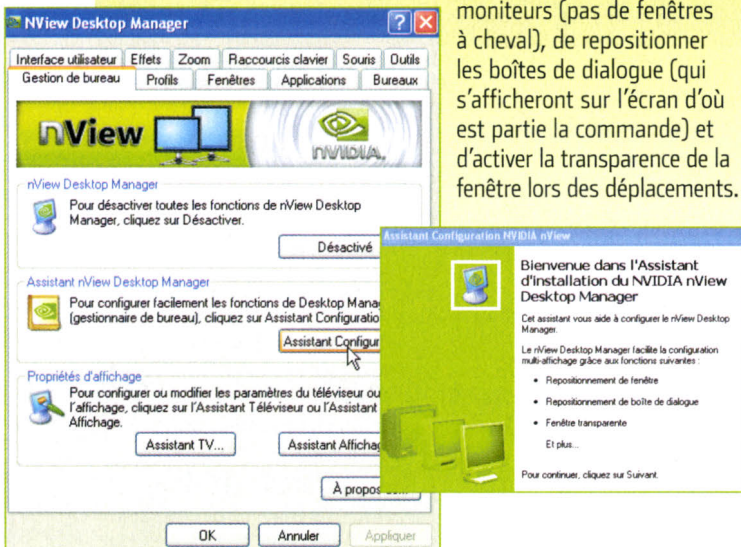 NView Desktop Manager
Interface utilisateur Effets Zoom Raccourcis clavier Souris Outils
Gestion de bureau Profils Fenêtres Applications Bureaux
nView
NVIDIA.
nView Desktop Manager
Pour désactiver toutes les fonctions de nView Desktop
Manager, cliquez sur Désactiver.
Désactivé
Assistant nView Desktop Manager
Pour configurer facilement les fonctions de Desktop Mana
(gestionnaire de bureau), cliquez sur Assistant Configuratio
Assistant Configur
Propriétés d'affichage
Pour configurer ou modifier les paramètres du téléviseur ou
l'affichage, cliquez sur l'Assistant Téléviseur ou l'Assistant
Affichage.
Assistant TV... Assistant Afficha
À propos
OK Annuler Appliquer
moniteurs (pas de fenêtres
à cheval), de repositionner
les boîtes de dialogue (qui
s'afficheront sur l'écran d'où
est partie la commande) et
d'activer la transparence de la
fenêtre lors des déplacements.
Assistant Configuration NVIDIA nView
Bienvenue dans l'Assistant
d'installation du NVIDIA nView
Desktop Manager
Cet assistant vous aide à configurer le nView Desktop
Manager.
Le nView Desktop Manager facilite la configuration
multi-affichage grâce aux fonctions suivantes :
• Repositionnement de fenêtre
• Repositionnement de boîte de dialogue
• Fenêtre transparente
Et plus...
Pour continuer, cliquez sur Suivant.